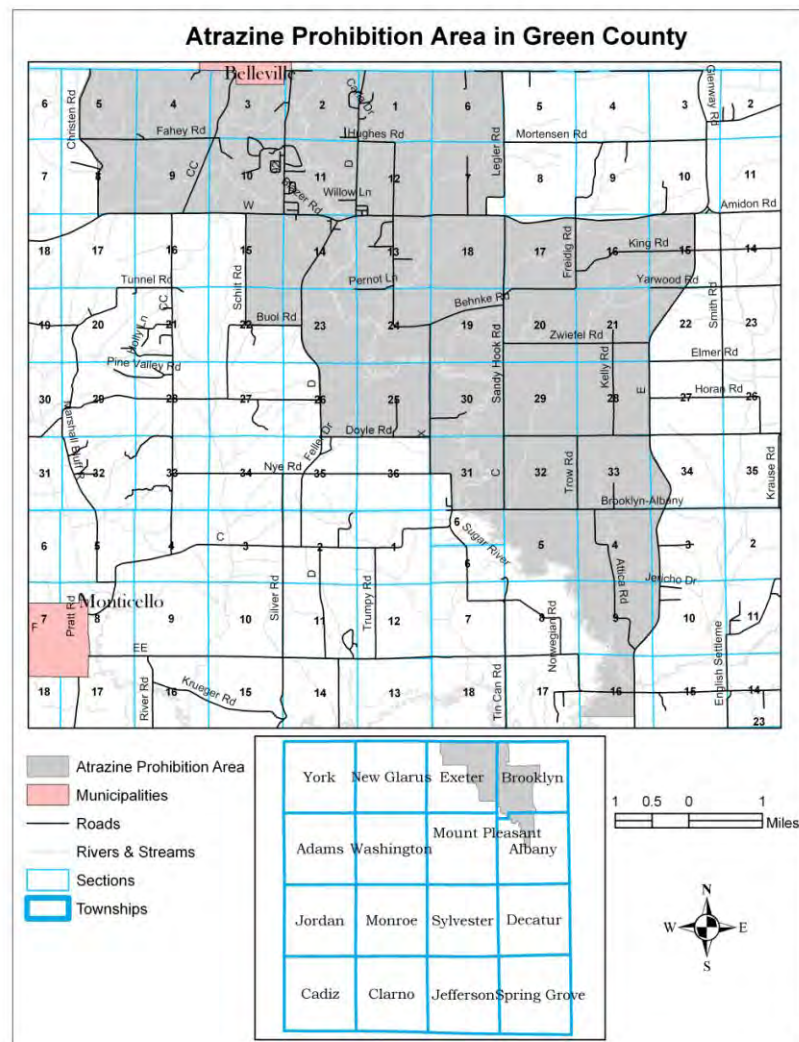 Atrazine Prohibition Area in Green County
Belleville
6 5 4 3 2 1 6 5 4 3 2
Christen Rd
Glenway Rd
Fahey Rd
Hughes Rd
Legler Rd
Mortensen Rd
CC
D
7 8 9 10 11 12 7 8 9 10 11
Willow Ln
W
Amidon Rd
18 17 16 15 14 13 18 17 16 15 14
King Rd
Freidig Rd
Tunnel Rd
Schilt Rd
Pernot Ln
Yarwood Rd
Smith Rd
CC
Behnke Rd
Holly Ln
Buol Rd
19 20 21 22 23 24 19 20 21 22 23
Zwiefel Rd
Sandy Hook Rd
Kelly Rd
Elmer Rd
Pine Valley Rd
D
E
Horan Rd
30 29 28 27 26 25 30 29 28 27 26
Marshall Bluff R
Feller Dr
Doyle Rd
X
Nye Rd
C
Trow Rd
Krause Rd
31 32 33 34 35 36 31 32 33 34 35
Brooklyn-Albany
6 5 4 3 2 1 6 5 4 3 2
C
Sugar River
6
Silver Rd
D
Trumpy Rd
Attica Rd
Jericho Dr
Monticello
Pratt Rd
F
7 8 9 10 11 12 7 8 9 10 11
Norwegian Rd
English Settleme
EE
River Rd
Krueger Rd
Tin Can Rd
18 17 16 15 14 13 18 17 16 15 14
23
Atrazine Prohibition Area
Municipalities
Roads
Rivers & Streams
Sections
Townships
York New Glarus Exeter Brooklyn
Adams Washington Mount Pleasant Albany
Jordan Monroe Sylvester Decatur
Cadiz Clarno Jefferson Spring Grove
1 0.5 0 1
Miles
N
W E
S